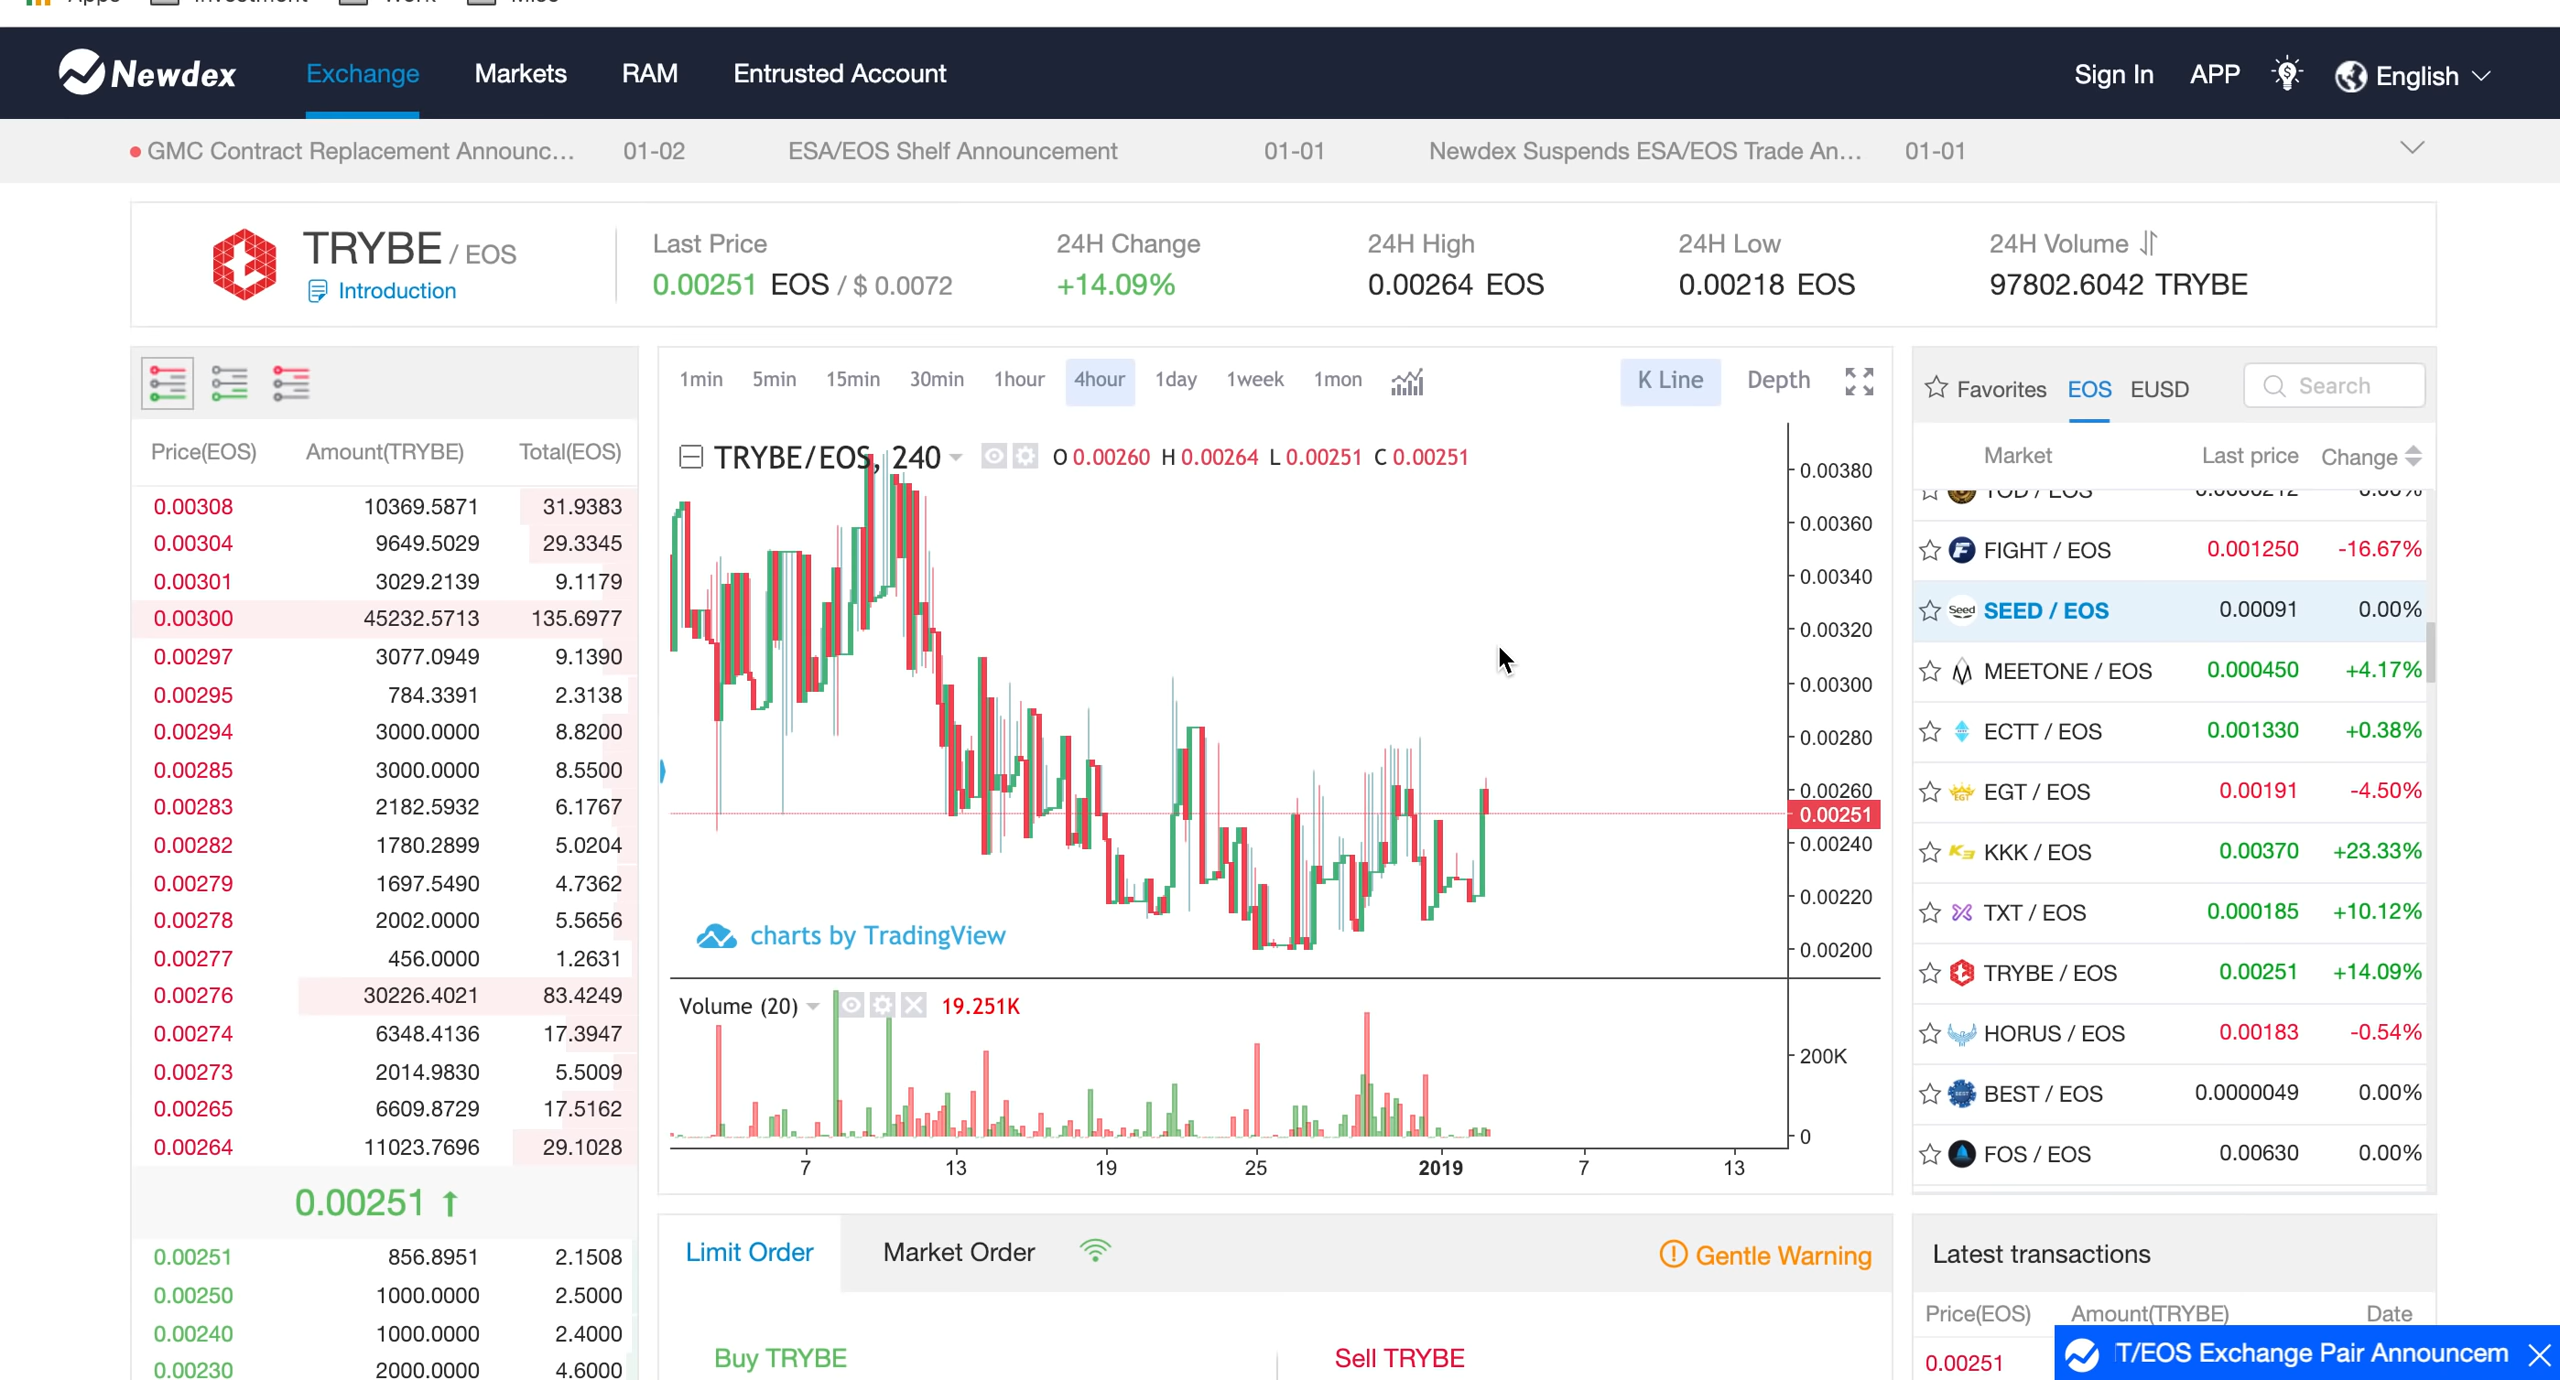 Apps Investment Work Misc
Newdex Exchange Markets RAM Entrusted Account Sign In APP English
GMC Contract Replacement Announc... 01-02 ESA/EOS Shelf Announcement 01-01 Newdex Suspends ESA/EOS Trade An... 01-01
TRYBE / EOS
Introduction
Last Price 24H Change 24H High 24H Low 24H Volume
0.00251 EOS / $ 0.0072 +14.09% 0.00264 EOS 0.00218 EOS 97802.6042 TRYBE
Price(EOS) Amount(TRYBE) Total(EOS)
0.00308 10369.5871 31.9383
0.00304 9649.5029 29.3345
0.00301 3029.2139 9.1179
0.00300 45232.5713 135.6977
0.00297 3077.0949 9.1390
0.00295 784.3391 2.3138
0.00294 3000.0000 8.8200
0.00285 3000.0000 8.5500
0.00283 2182.5932 6.1767
0.00282 1780.2899 5.0204
0.00279 1697.5490 4.7362
0.00278 2002.0000 5.5656
0.00277 456.0000 1.2631
0.00276 30226.4021 83.4249
0.00274 6348.4136 17.3947
0.00273 2014.9830 5.5009
0.00265 6609.8729 17.5162
0.00264 11023.7696 29.1028
0.00251 ↑
0.00251 856.8951 2.1508
0.00250 1000.0000 2.5000
0.00240 1000.0000 2.4000
0.00230 2000.0000 4.6000
1min 5min 15min 30min 1hour 4hour 1day 1week 1mon K Line Depth
TRYBE/EOS, 240 O 0.00260 H 0.00264 L 0.00251 C 0.00251
0.00380
0.00360
0.00340
0.00320
0.00300
0.00280
0.00260
0.00251
0.00240
0.00220
0.00200
charts by TradingView
Volume (20) 19.251K
200K
0
7 13 19 25 2019 7 13
Limit Order Market Order Gentle Warning
Buy TRYBE Sell TRYBE
Favorites EOS EUSD Search
Market Last price Change
TOD / EOS 0.0000212 0.00%
FIGHT / EOS 0.001250 -16.67%
Seed SEED / EOS 0.00091 0.00%
MEETONE / EOS 0.000450 +4.17%
ECTT / EOS 0.001330 +0.38%
EGT EGT / EOS 0.00191 -4.50%
K3 KKK / EOS 0.00370 +23.33%
TXT / EOS 0.000185 +10.12%
TRYBE / EOS 0.00251 +14.09%
HORUS / EOS 0.00183 -0.54%
BEST BEST / EOS 0.0000049 0.00%
FOS / EOS 0.00630 0.00%
Latest transactions
Price(EOS) Amount(TRYBE) Date
0.00251
T/EOS Exchange Pair Announcem